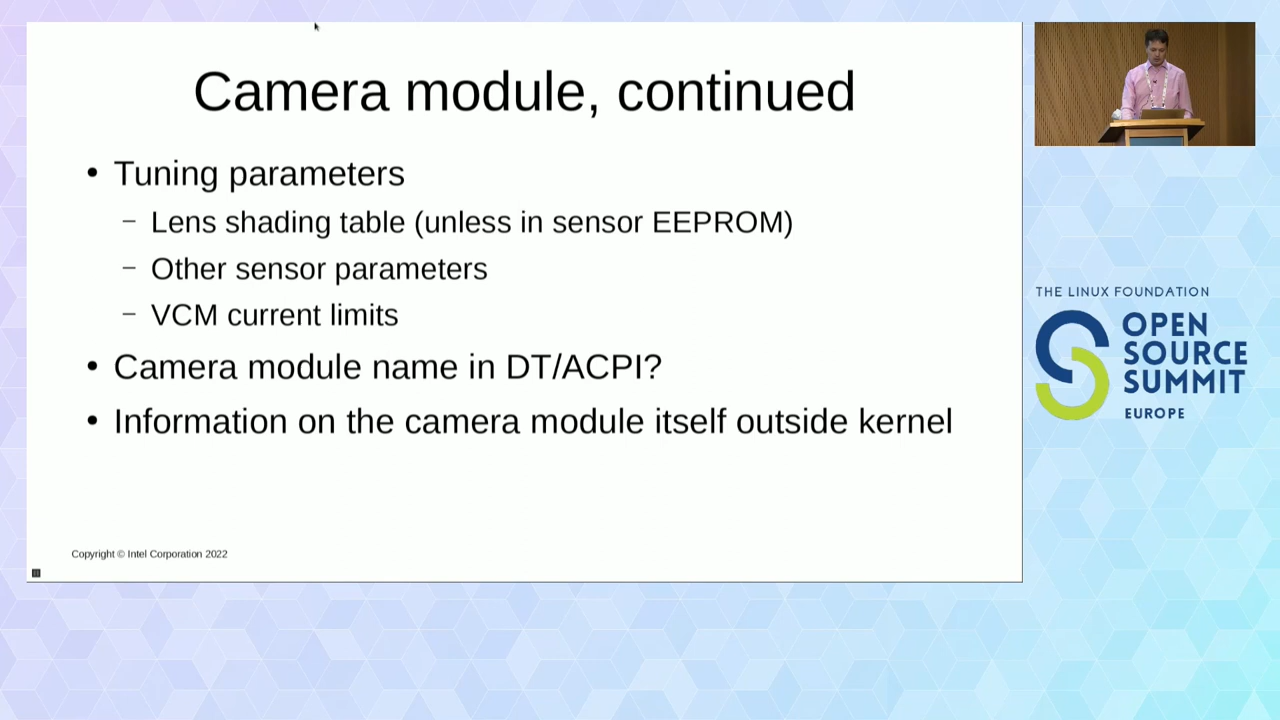 Camera module, continued
• Tuning parameters
– Lens shading table (unless in sensor EEPROM)
– Other sensor parameters
– VCM current limits
• Camera module name in DT/ACPI?
• Information on the camera module itself outside kernel
Copyright © Intel Corporation 2022
THE LINUX FOUNDATION
OPEN
SOURCE
SUMMIT
EUROPE